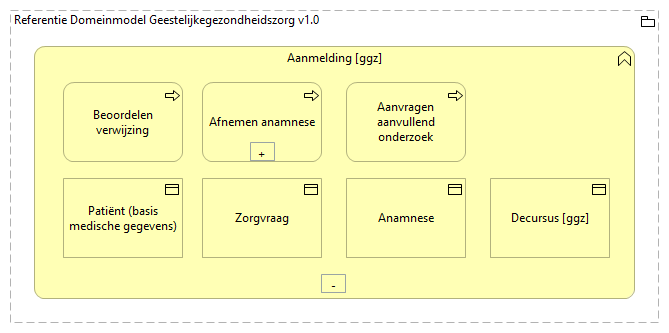 Referentie Domeinmodel Geestelijkegezondheidszorg v1.0
Aanmelding [ggz]
Beoordelen
verwijzing
Afnemen anamnese
+
Aanvragen
aanvullend
onderzoek
Patiënt (basis
medische gegevens)
Zorgvraag
Anamnese
Decursus [ggz]
-